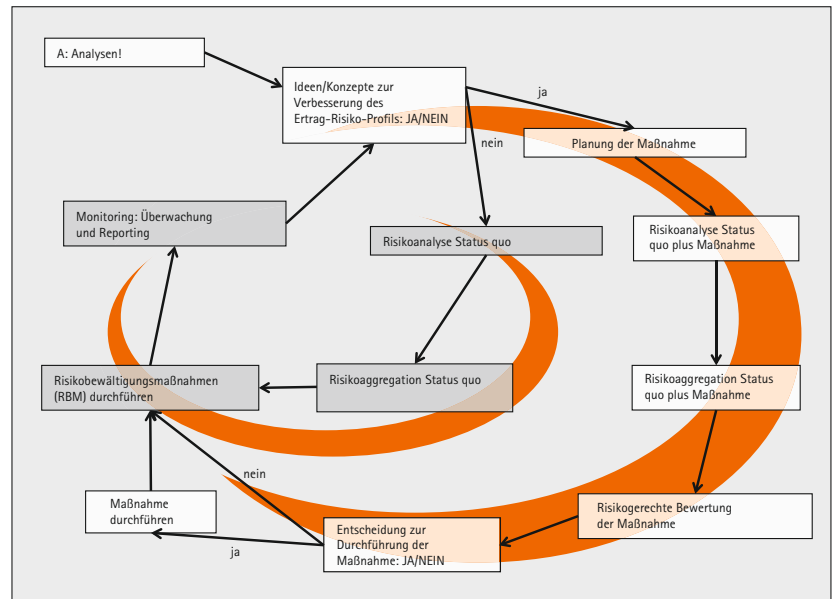 A: Analysen!
Ideen/Konzepte zur
Verbesserung des
Ertrag-Risiko-Profils: JA/NEIN
ja
nein
Planung der Maßnahme
Monitoring: Überwachung
und Reporting
Risikoanalyse Status quo
Risikoanalyse Status
quo plus Maßnahme
Risikobewältigungsmaßnahmen
(RBM) durchführen
Risikoaggregation Status quo
Risikoaggregation Status
quo plus Maßnahme
nein
Maßnahme
durchführen
ja
Entscheidung zur
Durchführung der
Maßnahme: JA/NEIN
Risikogerechte Bewertung
der Maßnahme